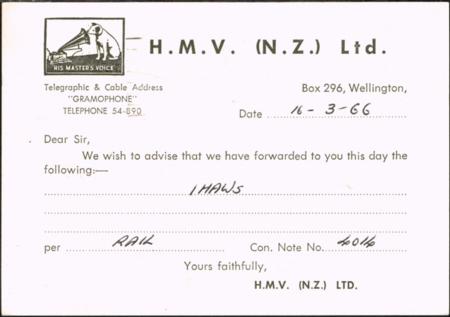 H.M.V. (N.Z.) Ltd.
HIS MASTER'S VOICE
Telegraphic & Cable Address
"GRAMOPHONE"
TELEPHONE 54-890
Box 296, Wellington,
Date 16-3-66
Dear Sir,
We wish to advise that we have forwarded to you this day the
following:—
1 HAWS
per RAIL Con. Note No. 4014
Yours faithfully,
H.M.V. (N.Z.) LTD.